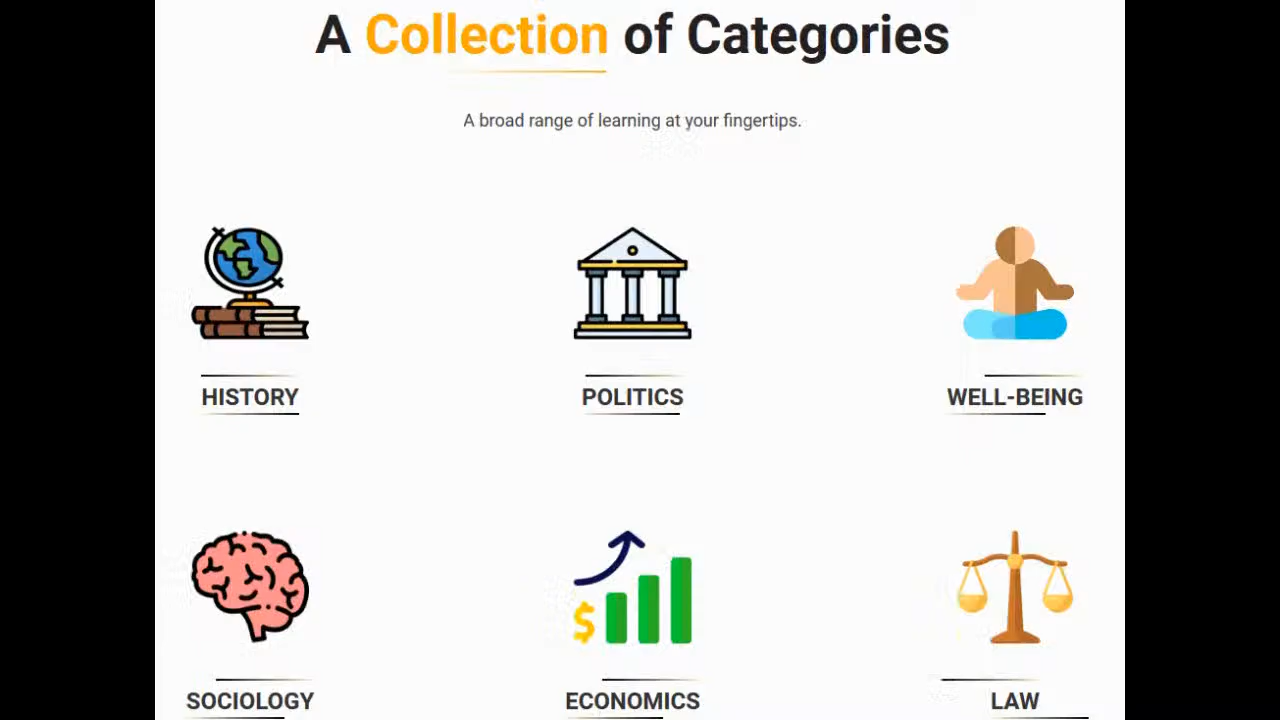 A Collection of Categories
A broad range of learning at your fingertips.
HISTORY
POLITICS
WELL-BEING
$
SOCIOLOGY
ECONOMICS
LAW